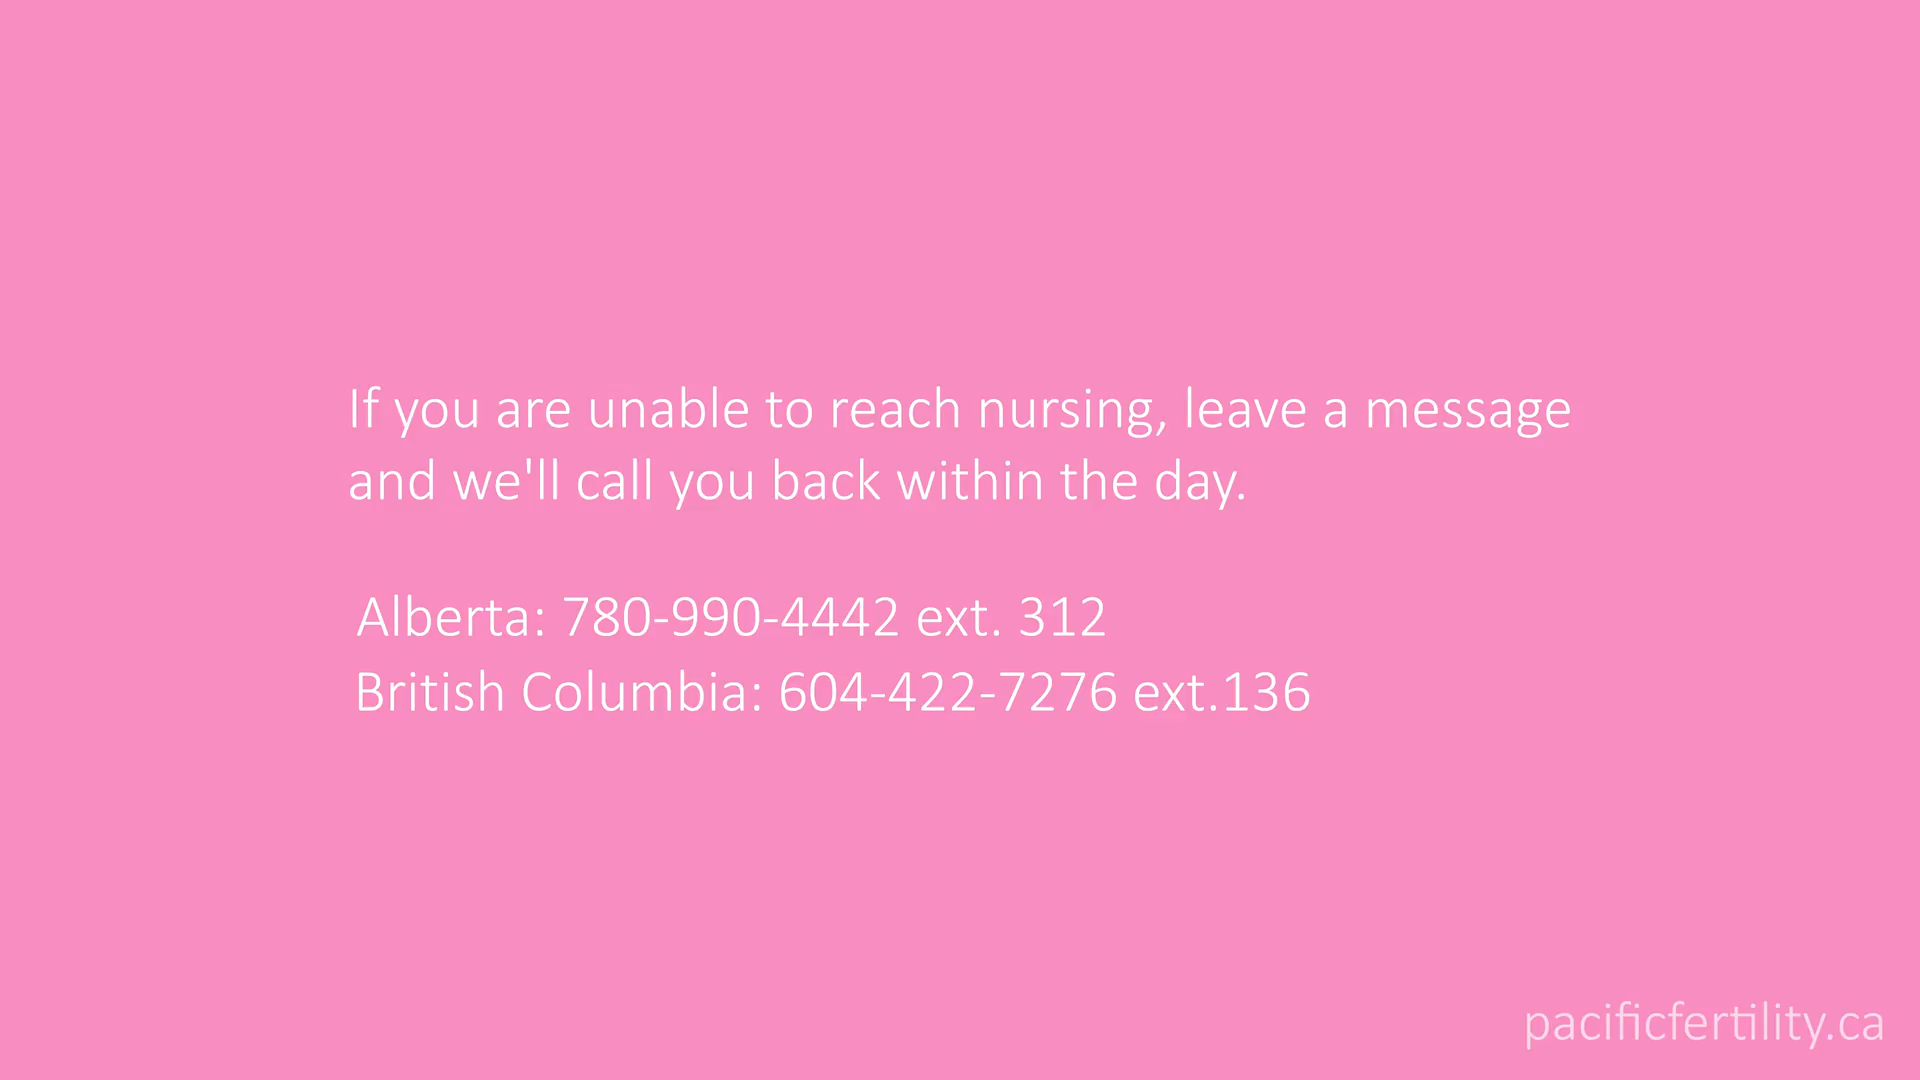 If you are unable to reach nursing, leave a message
and we'll call you back within the day.
Alberta: 780-990-4442 ext. 312
British Columbia: 604-422-7276 ext.136
pacificfertility.ca